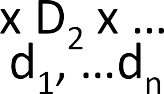 x D₂ x …
d₁, …dₙ